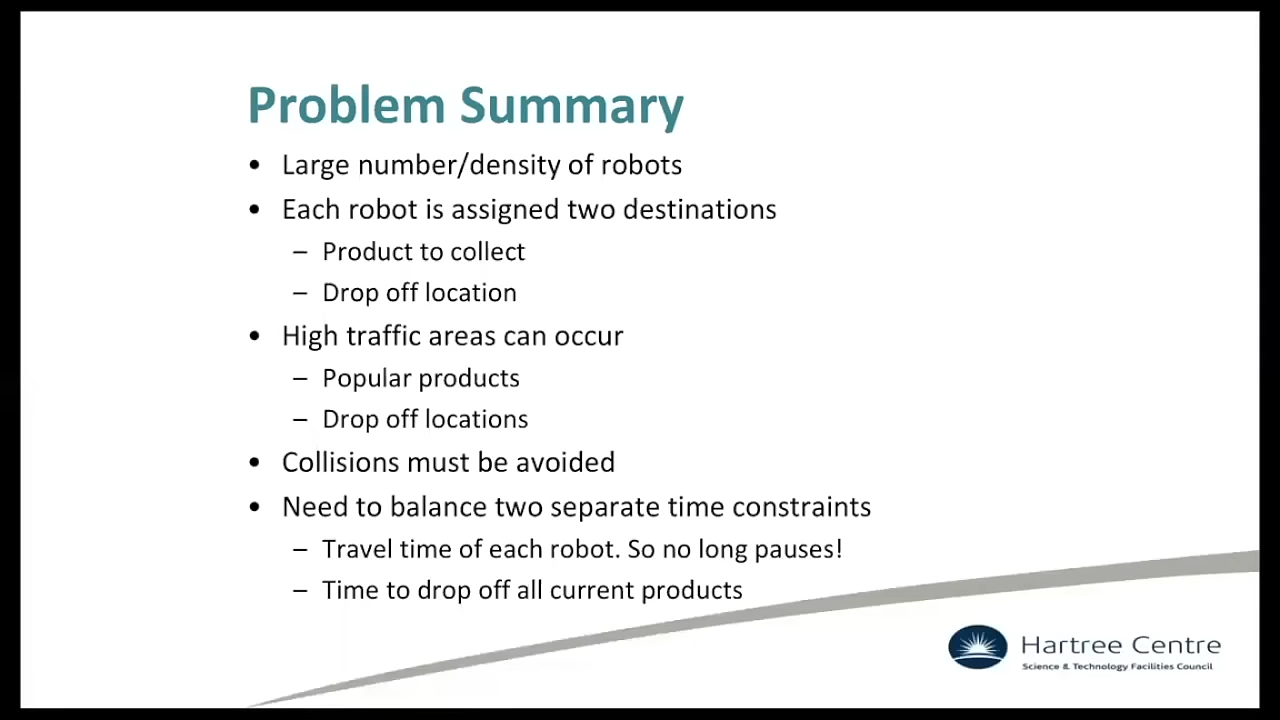 Problem Summary
• Large number/density of robots
• Each robot is assigned two destinations
– Product to collect
– Drop off location
• High traffic areas can occur
– Popular products
– Drop off locations
• Collisions must be avoided
• Need to balance two separate time constraints
– Travel time of each robot. So no long pauses!
– Time to drop off all current products
Hartree Centre
Science & Technology Facilities Council